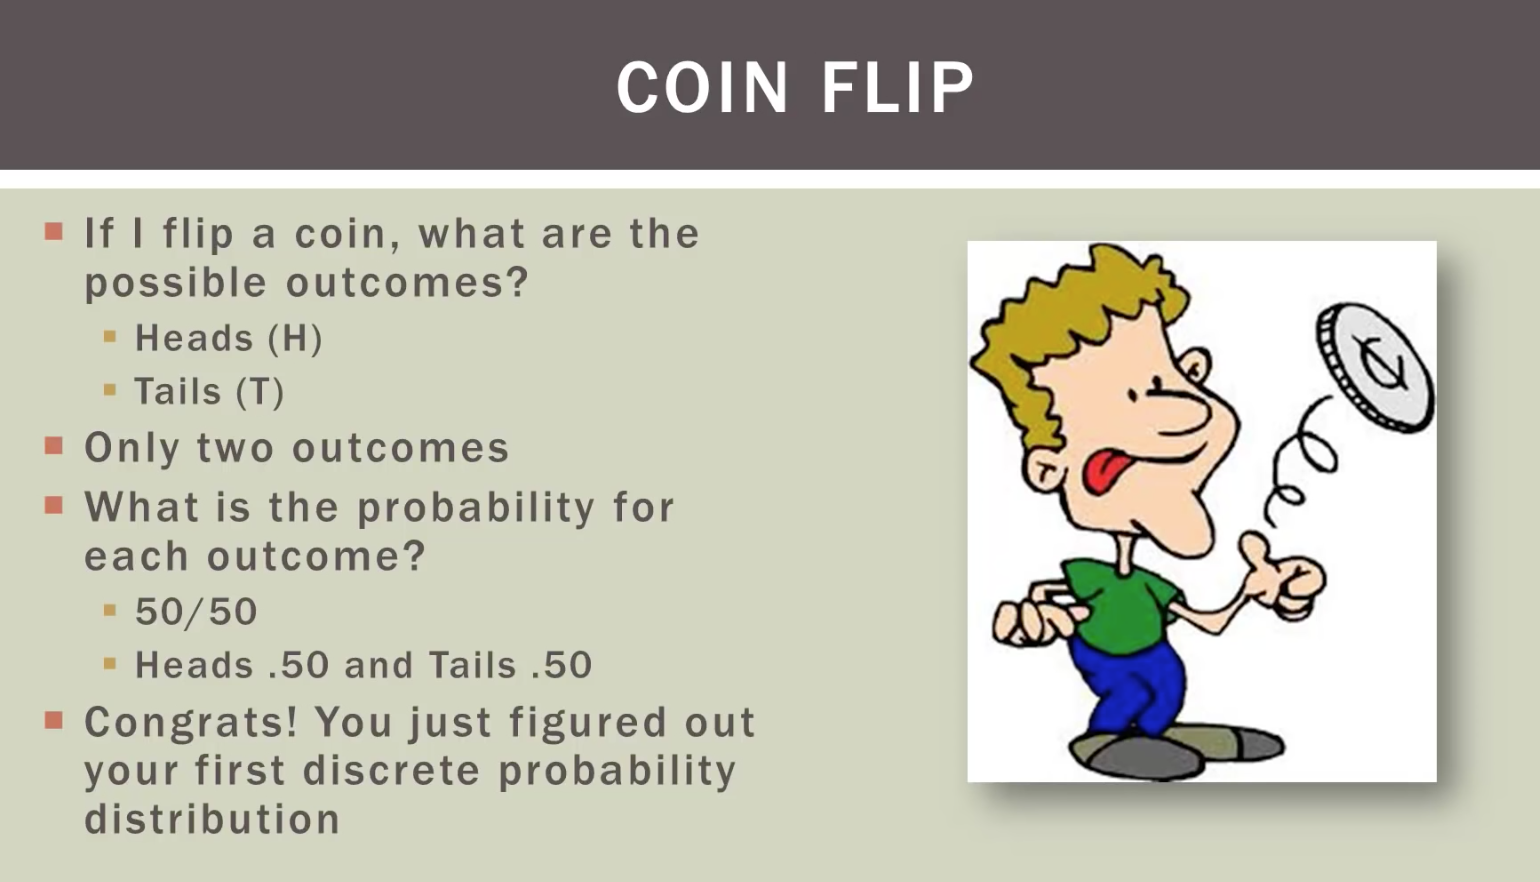 COIN FLIP
If I flip a coin, what are the
possible outcomes?
Heads (H)
Tails (T)
Only two outcomes
What is the probability for
each outcome?
50/50
Heads .50 and Tails .50
Congrats! You just figured out
your first discrete probability
distribution